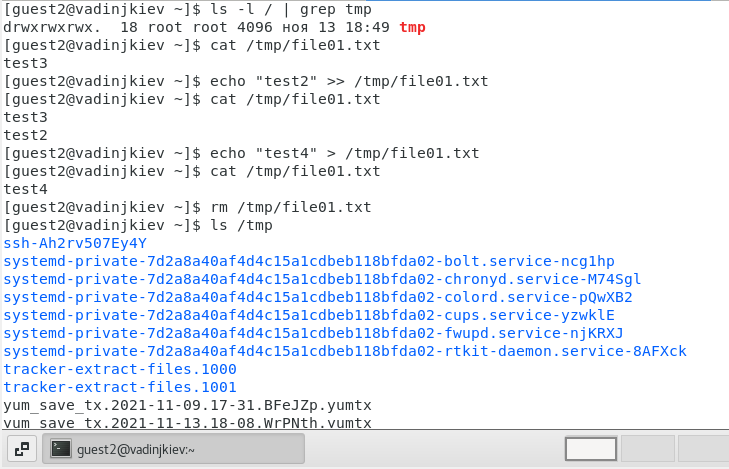 [guest2@vadinjkiev ~]$ ls -l / | grep tmp
drwxrwxrwx.  18 root root 4096 ноя 13 18:49 tmp
[guest2@vadinjkiev ~]$ cat /tmp/file01.txt
test3
[guest2@vadinjkiev ~]$ echo "test2" >> /tmp/file01.txt
[guest2@vadinjkiev ~]$ cat /tmp/file01.txt
test3
test2
[guest2@vadinjkiev ~]$ echo "test4" > /tmp/file01.txt
[guest2@vadinjkiev ~]$ cat /tmp/file01.txt
test4
[guest2@vadinjkiev ~]$ rm /tmp/file01.txt
[guest2@vadinjkiev ~]$ ls /tmp
ssh-Ah2rv507Ey4Y
systemd-private-7d2a8a40af4d4c15a1cdbeb118bfda02-bolt.service-ncg1hp
systemd-private-7d2a8a40af4d4c15a1cdbeb118bfda02-chronyd.service-M74Sgl
systemd-private-7d2a8a40af4d4c15a1cdbeb118bfda02-colord.service-pQwXB2
systemd-private-7d2a8a40af4d4c15a1cdbeb118bfda02-cups.service-yzwklE
systemd-private-7d2a8a40af4d4c15a1cdbeb118bfda02-fwupd.service-njKRXJ
systemd-private-7d2a8a40af4d4c15a1cdbeb118bfda02-rtkit-daemon.service-8AFXck
tracker-extract-files.1000
tracker-extract-files.1001
yum_save_tx.2021-11-09.17-31.BFeJZp.yumtx
yum_save_tx.2021-11-13.18-08.WrPNth.yumtx
guest2@vadinjkiev:~